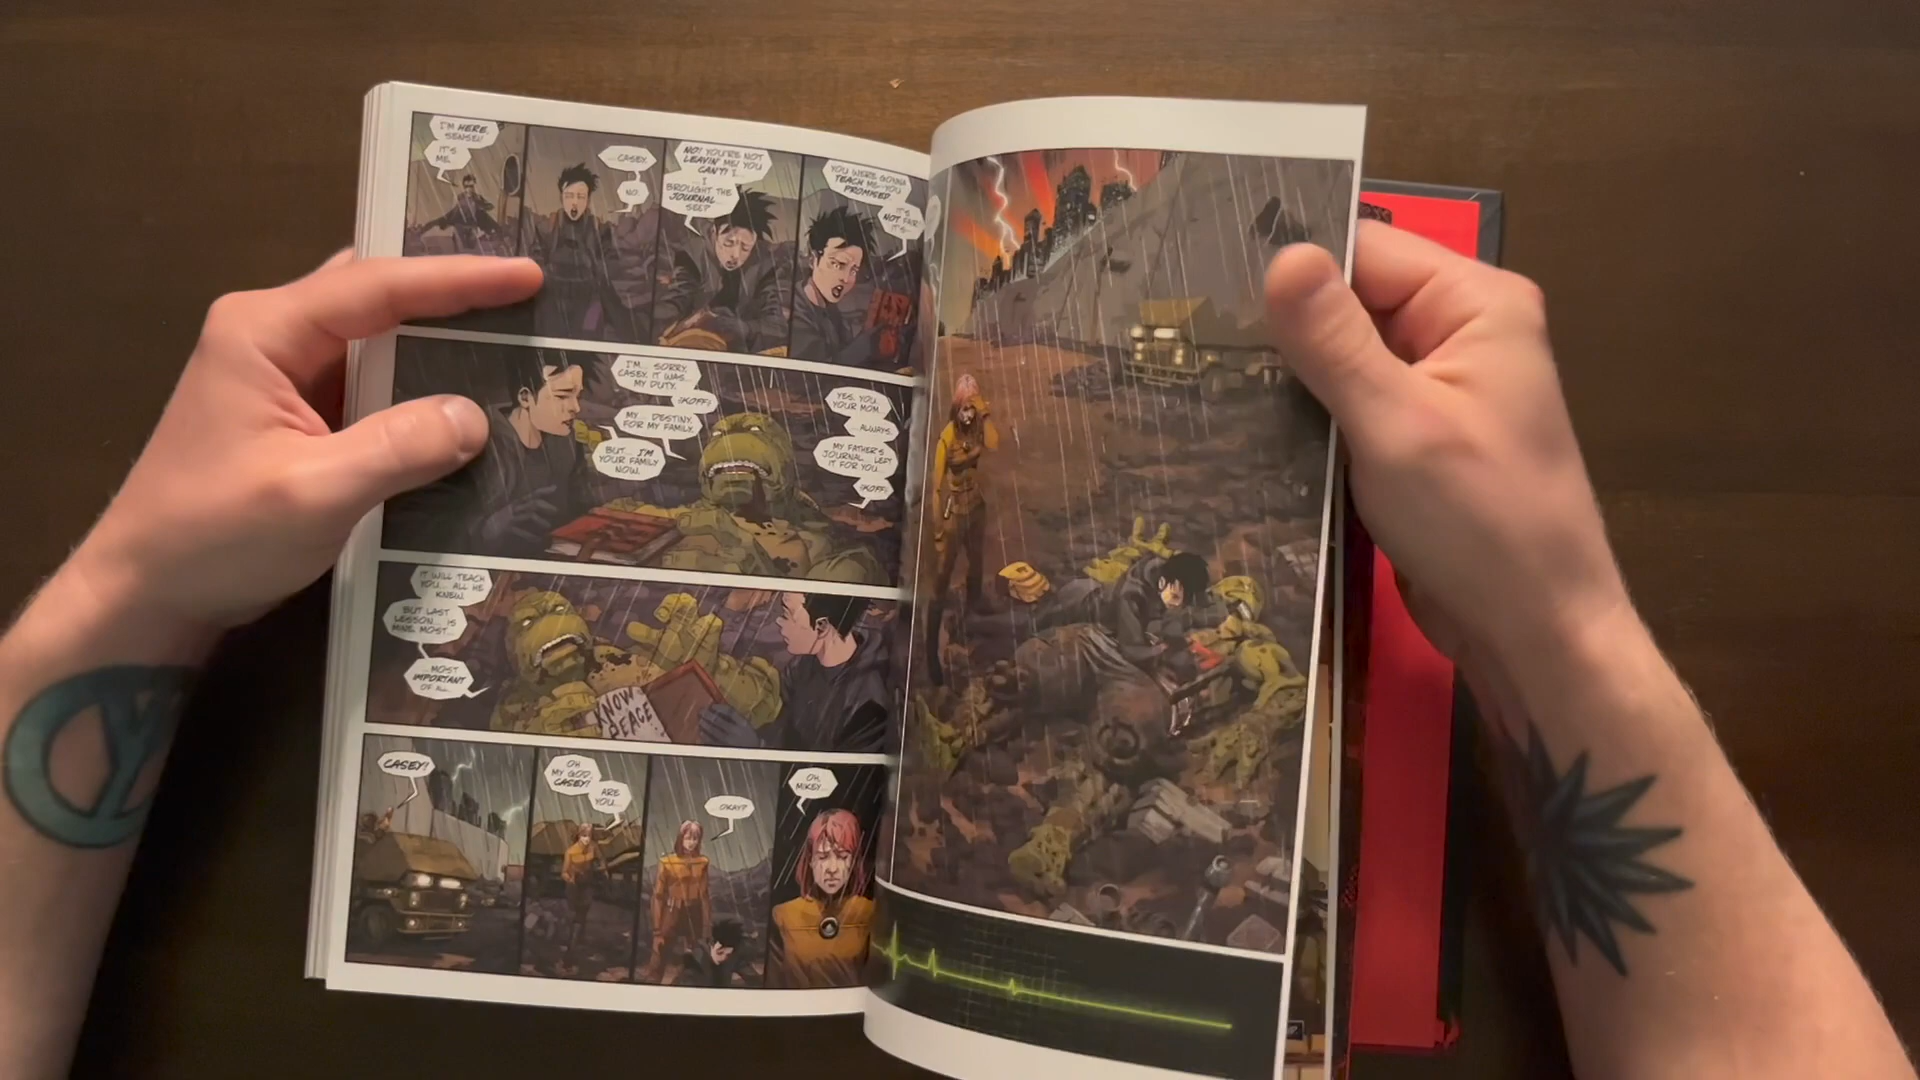 I'M HERE,
SENSEI!
IT'S
ME.
...CASEY.
NO.
NO! YOU'RE NOT
LEAVIN' ME! YOU
CAN'T! I...
...I
BROUGHT THE
JOURNAL...
SEE?
YOU WERE GONNA
TEACH ME--YOU
PROMISED.
IT'S
NOT FAIR.
IT'S...
I'M... SORRY,
CASEY. IT WAS...
MY DUTY.
:KOFF:
MY... DESTINY.
FOR MY FAMILY.
BUT... I'M
YOUR FAMILY
NOW.
YES. YOU.
YOUR MOM.
...ALWAYS.
MY FATHER'S
JOURNAL... LEFT
IT FOR YOU...
:KOFF:
IT WILL TEACH
YOU... ALL HE
KNEW.
BUT LAST
LESSON... IS
MINE. MOST...
...MOST
IMPORTANT
OF ALL...
KNOW
PEACE
CASEY!
OH
MY GOD,
CASEY!
ARE
YOU...
...OKAY?
OH,
MIKEY...